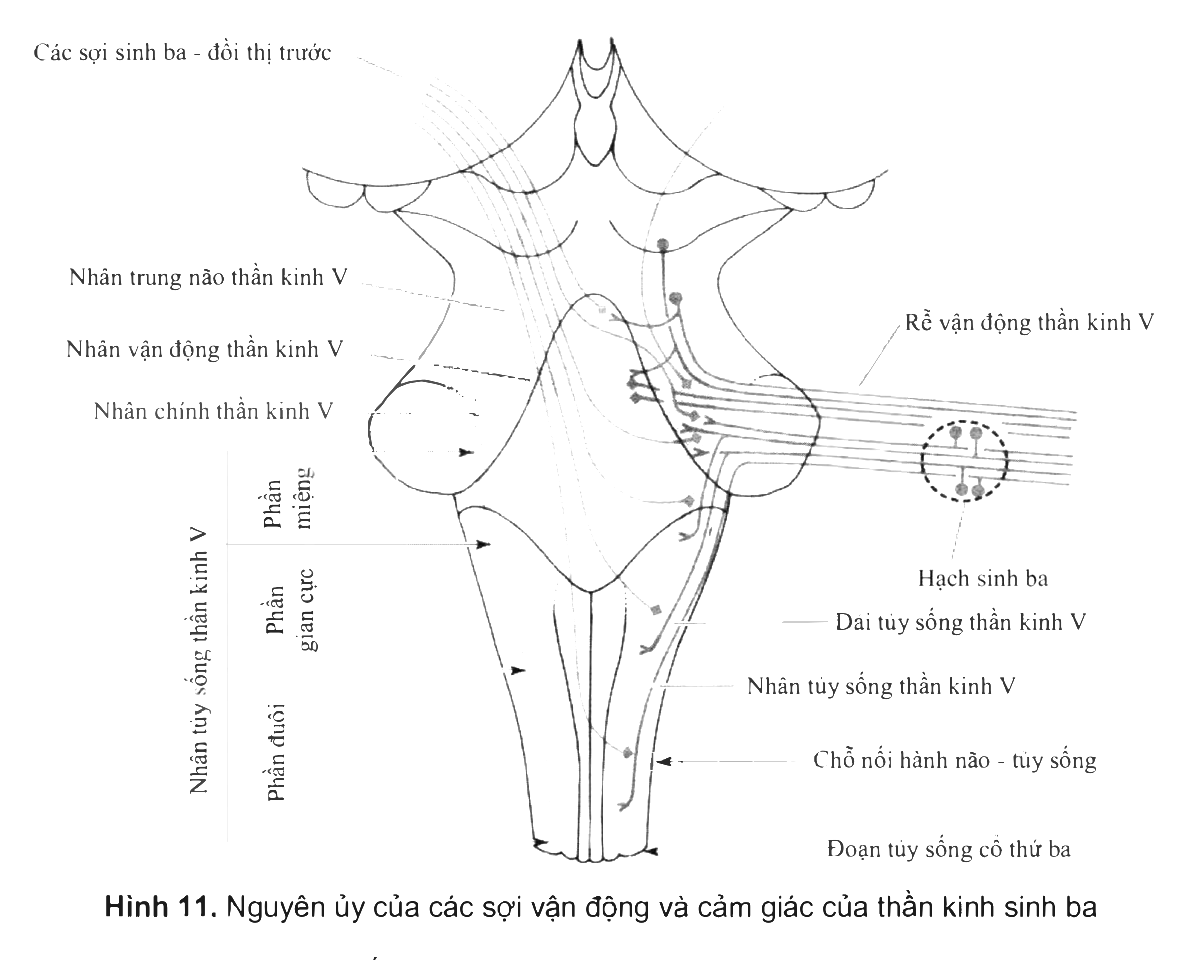 Các sợi sinh ba - đồi thị trước
Nhân trung não thần kinh V
Nhân vận động thần kinh V
Nhân chính thần kinh V
Rễ vận động thần kinh V
Nhân tủy sống thần kinh V
Phần
miệng
Phần
gian cực
Phần đuôi
Hạch sinh ba
Dải tủy sống thần kinh V
Nhân tủy sống thần kinh V
Chỗ nối hành não - tủy sống
Đoạn tủy sống cổ thứ ba
Hình 11. Nguyên ủy của các sợi vận động và cảm giác của thần kinh sinh ba